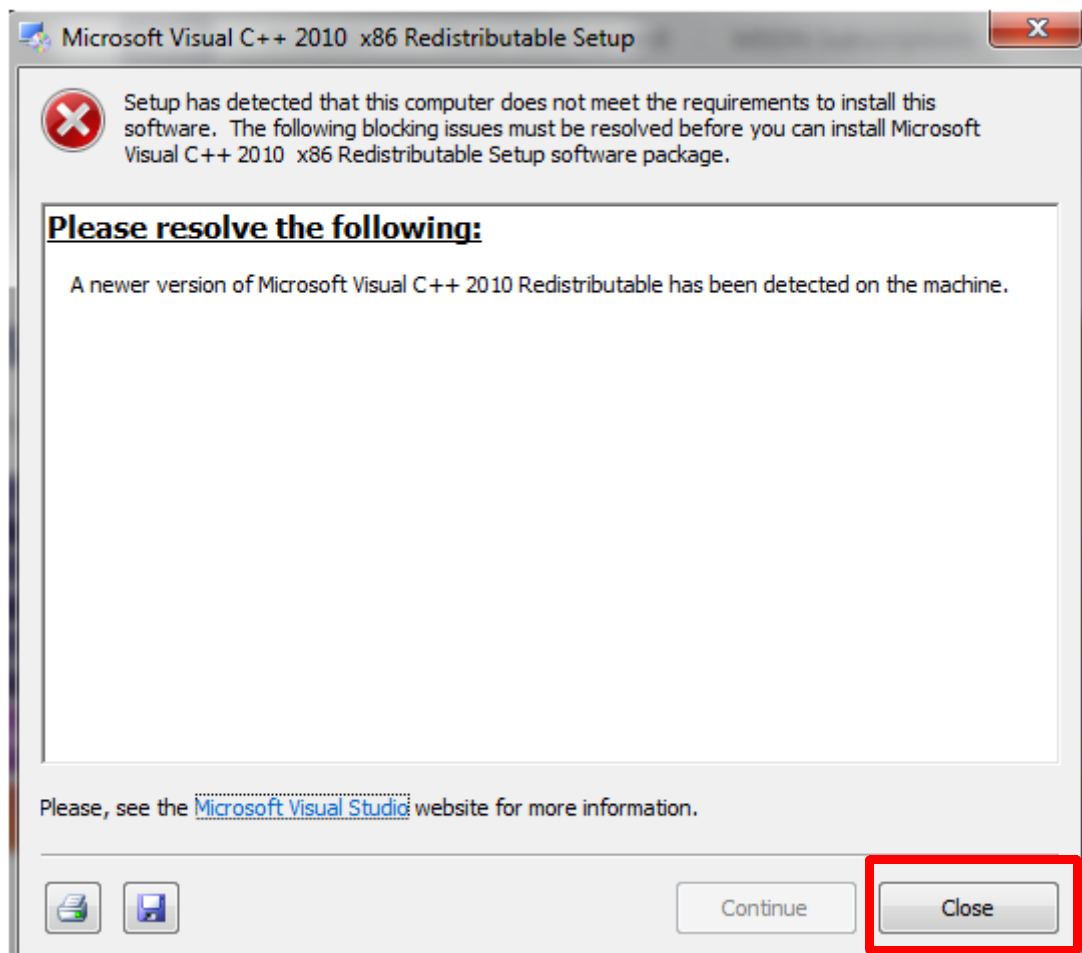 Microsoft Visual C++ 2010 x86 Redistributable Setup
Setup has detected that this computer does not meet the requirements to install this
software. The following blocking issues must be resolved before you can install Microsoft
Visual C++ 2010 x86 Redistributable Setup software package.
Please resolve the following:
A newer version of Microsoft Visual C++ 2010 Redistributable has been detected on the machine.
Please, see the Microsoft Visual Studio website for more information.
Continue
Close